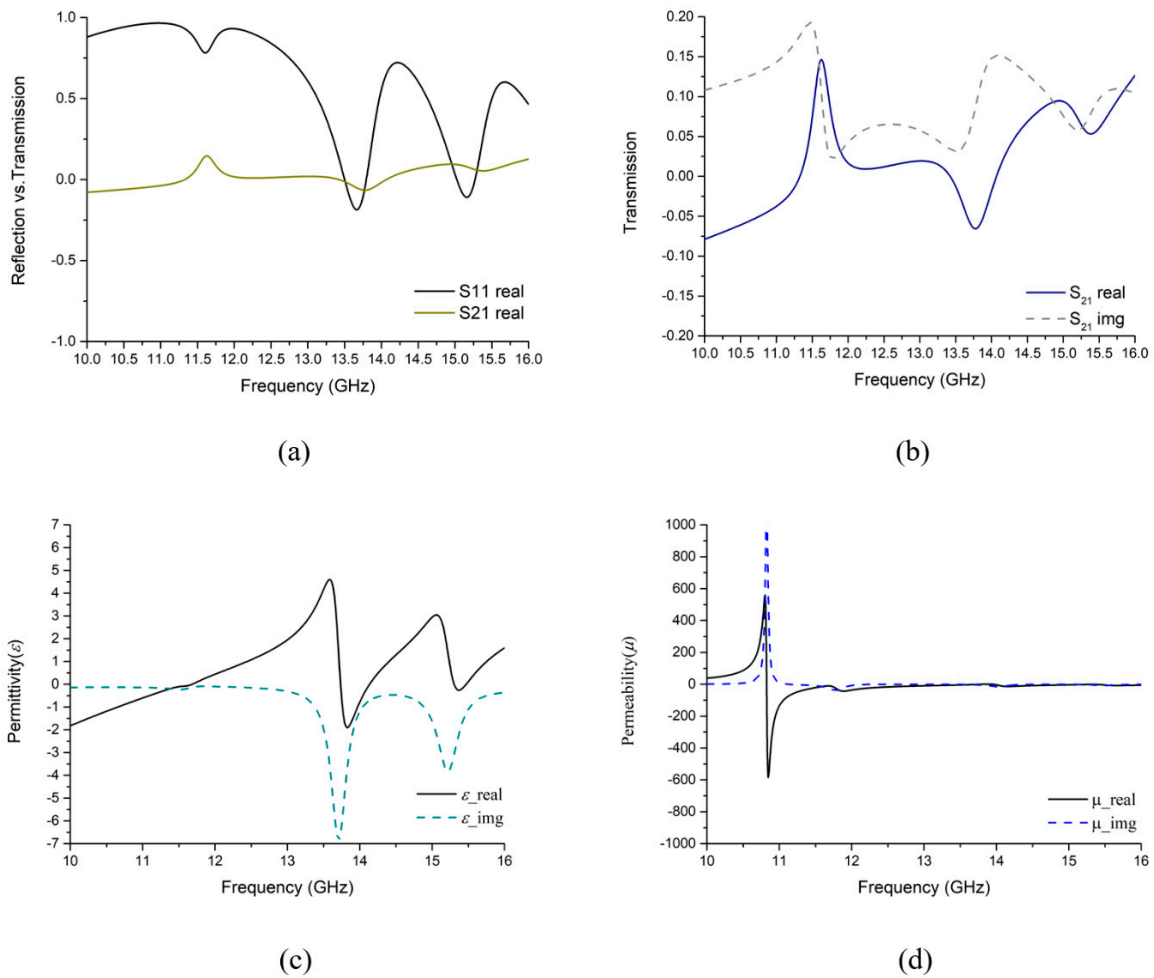 1.0
0.5
0.0
-0.5
-1.0
Reflection vs.Transmission
S11 real
S21 real
10.0 10.5 11.0 11.5 12.0 12.5 13.0 13.5 14.0 14.5 15.0 15.5 16.0
Frequency (GHz)
(a)
0.20
0.15
0.10
0.05
0.00
-0.05
-0.10
-0.15
-0.20
Transmission
S21 real
S21 img
10.0 10.5 11.0 11.5 12.0 12.5 13.0 13.5 14.0 14.5 15.0 15.5 16.0
Frequency (GHz)
(b)
7
6
5
4
3
2
1
0
-1
-2
-3
-4
-5
-6
-7
Permittivity(ε)
ε_real
ε_img
10 11 12 13 14 15 16
Frequency (GHz)
(c)
1000
800
600
400
200
0
-200
-400
-600
-800
-1000
Permeability(μ)
μ_real
μ_img
10 11 12 13 14 15 16
Frequency (GHz)
(d)